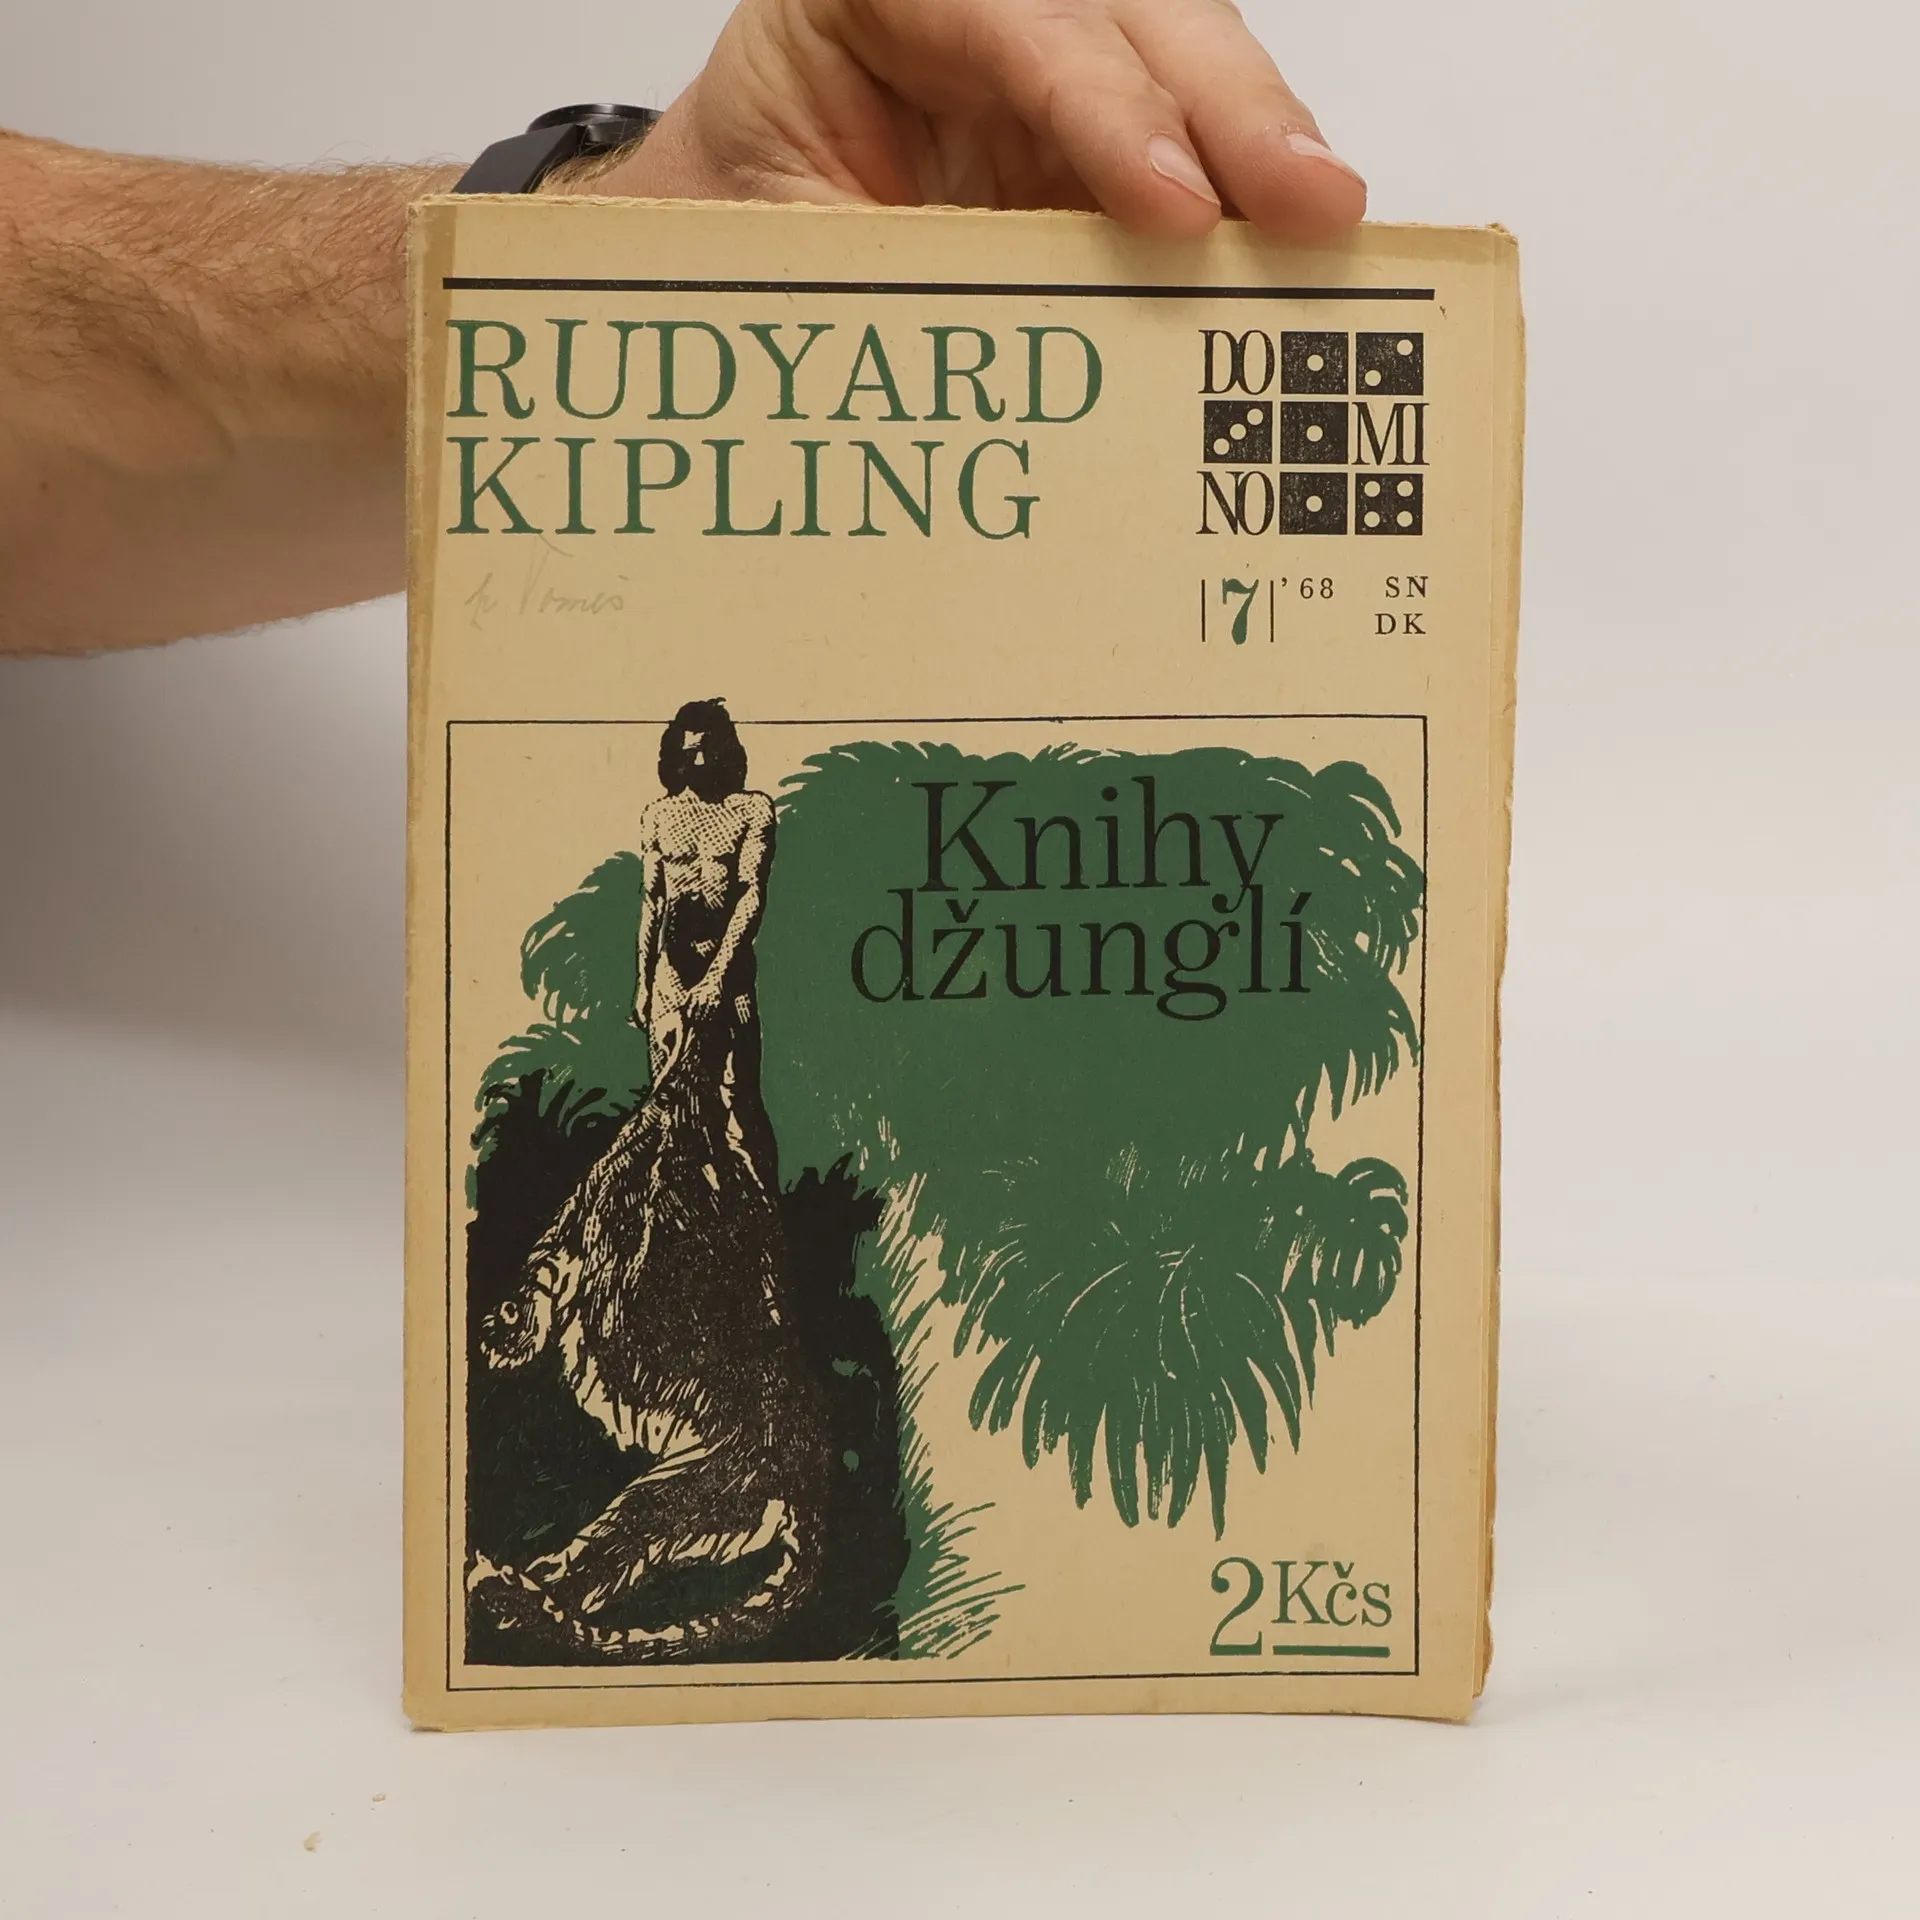 RUDYARD
KIPLING
DO
MI
NO
|7|'68 SN
DK
Knihy
džunglí
2 Kčs